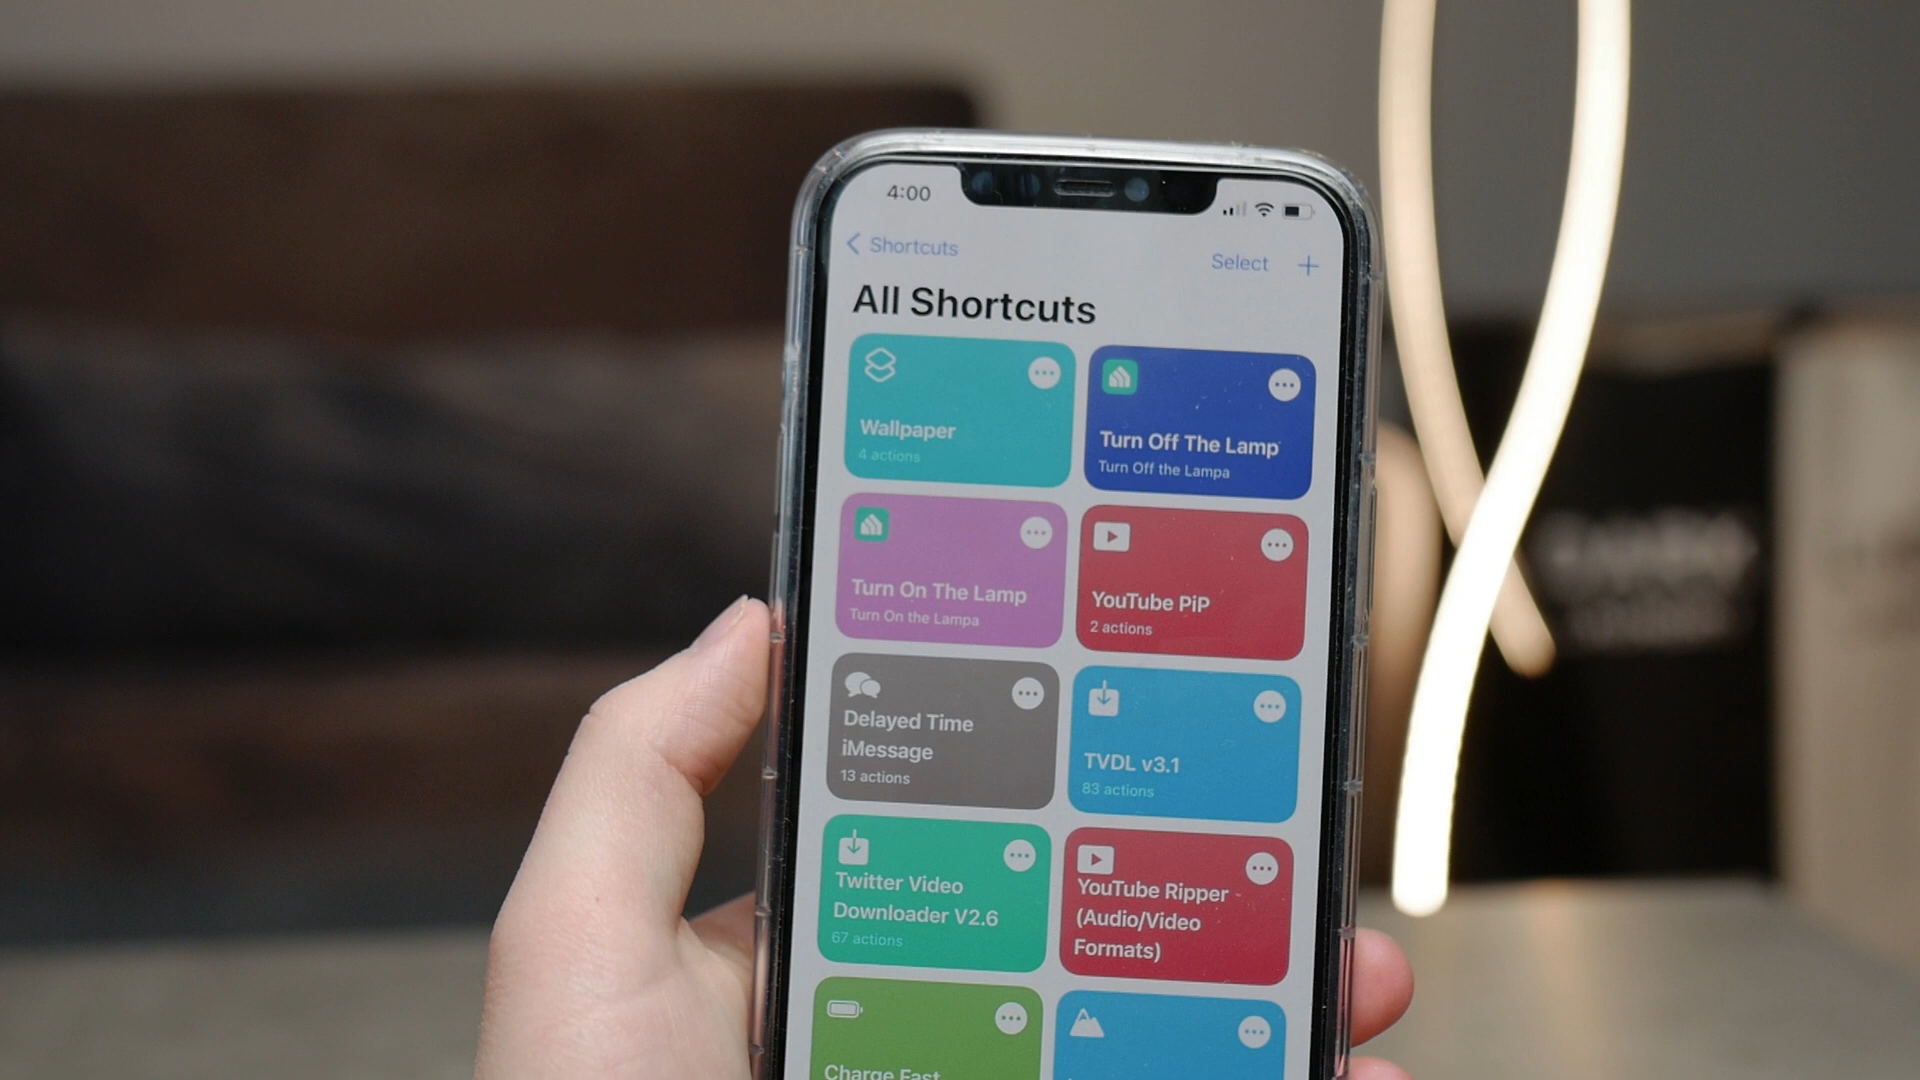 4:00
Shortcuts
Select +
All Shortcuts
Wallpaper
4 actions
Turn Off The Lamp
Turn Off the Lampa
Turn On The Lamp
Turn On the Lampa
YouTube PiP
2 actions
Delayed Time
iMessage
13 actions
TVDL v3.1
83 actions
Twitter Video
Downloader V2.6
67 actions
YouTube Ripper -
(Audio/Video
Formats)
Charge Fast